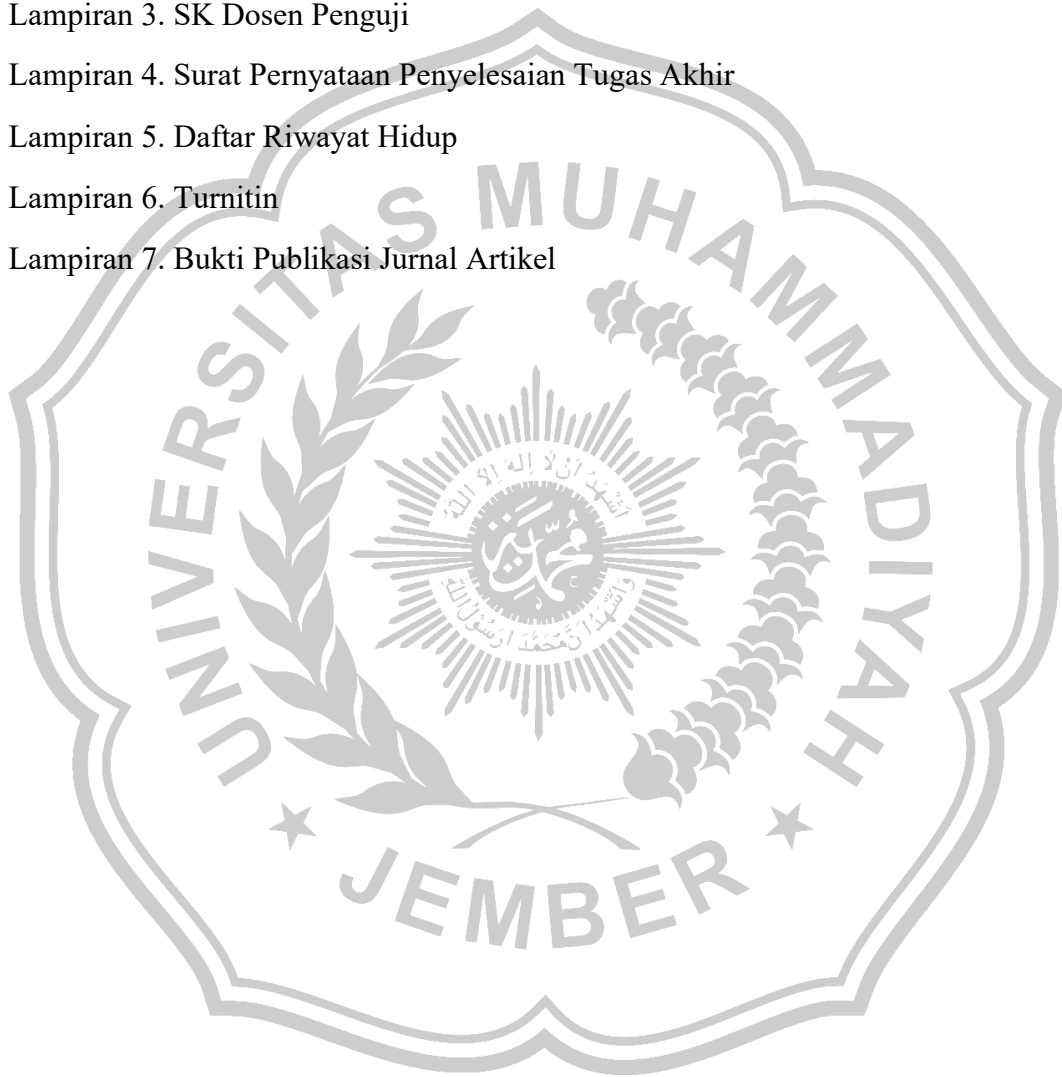 Lampiran 3. SK Dosen Penguji
Lampiran 4. Surat Pernyataan Penyelesaian Tugas Akhir
Lampiran 5. Daftar Riwayat Hidup
Lampiran 6. Turnitin
Lampiran 7. Bukti Publikasi Jurnal Artikel
UNIVERSITAS MUHAMMADIYAH
JEMBER